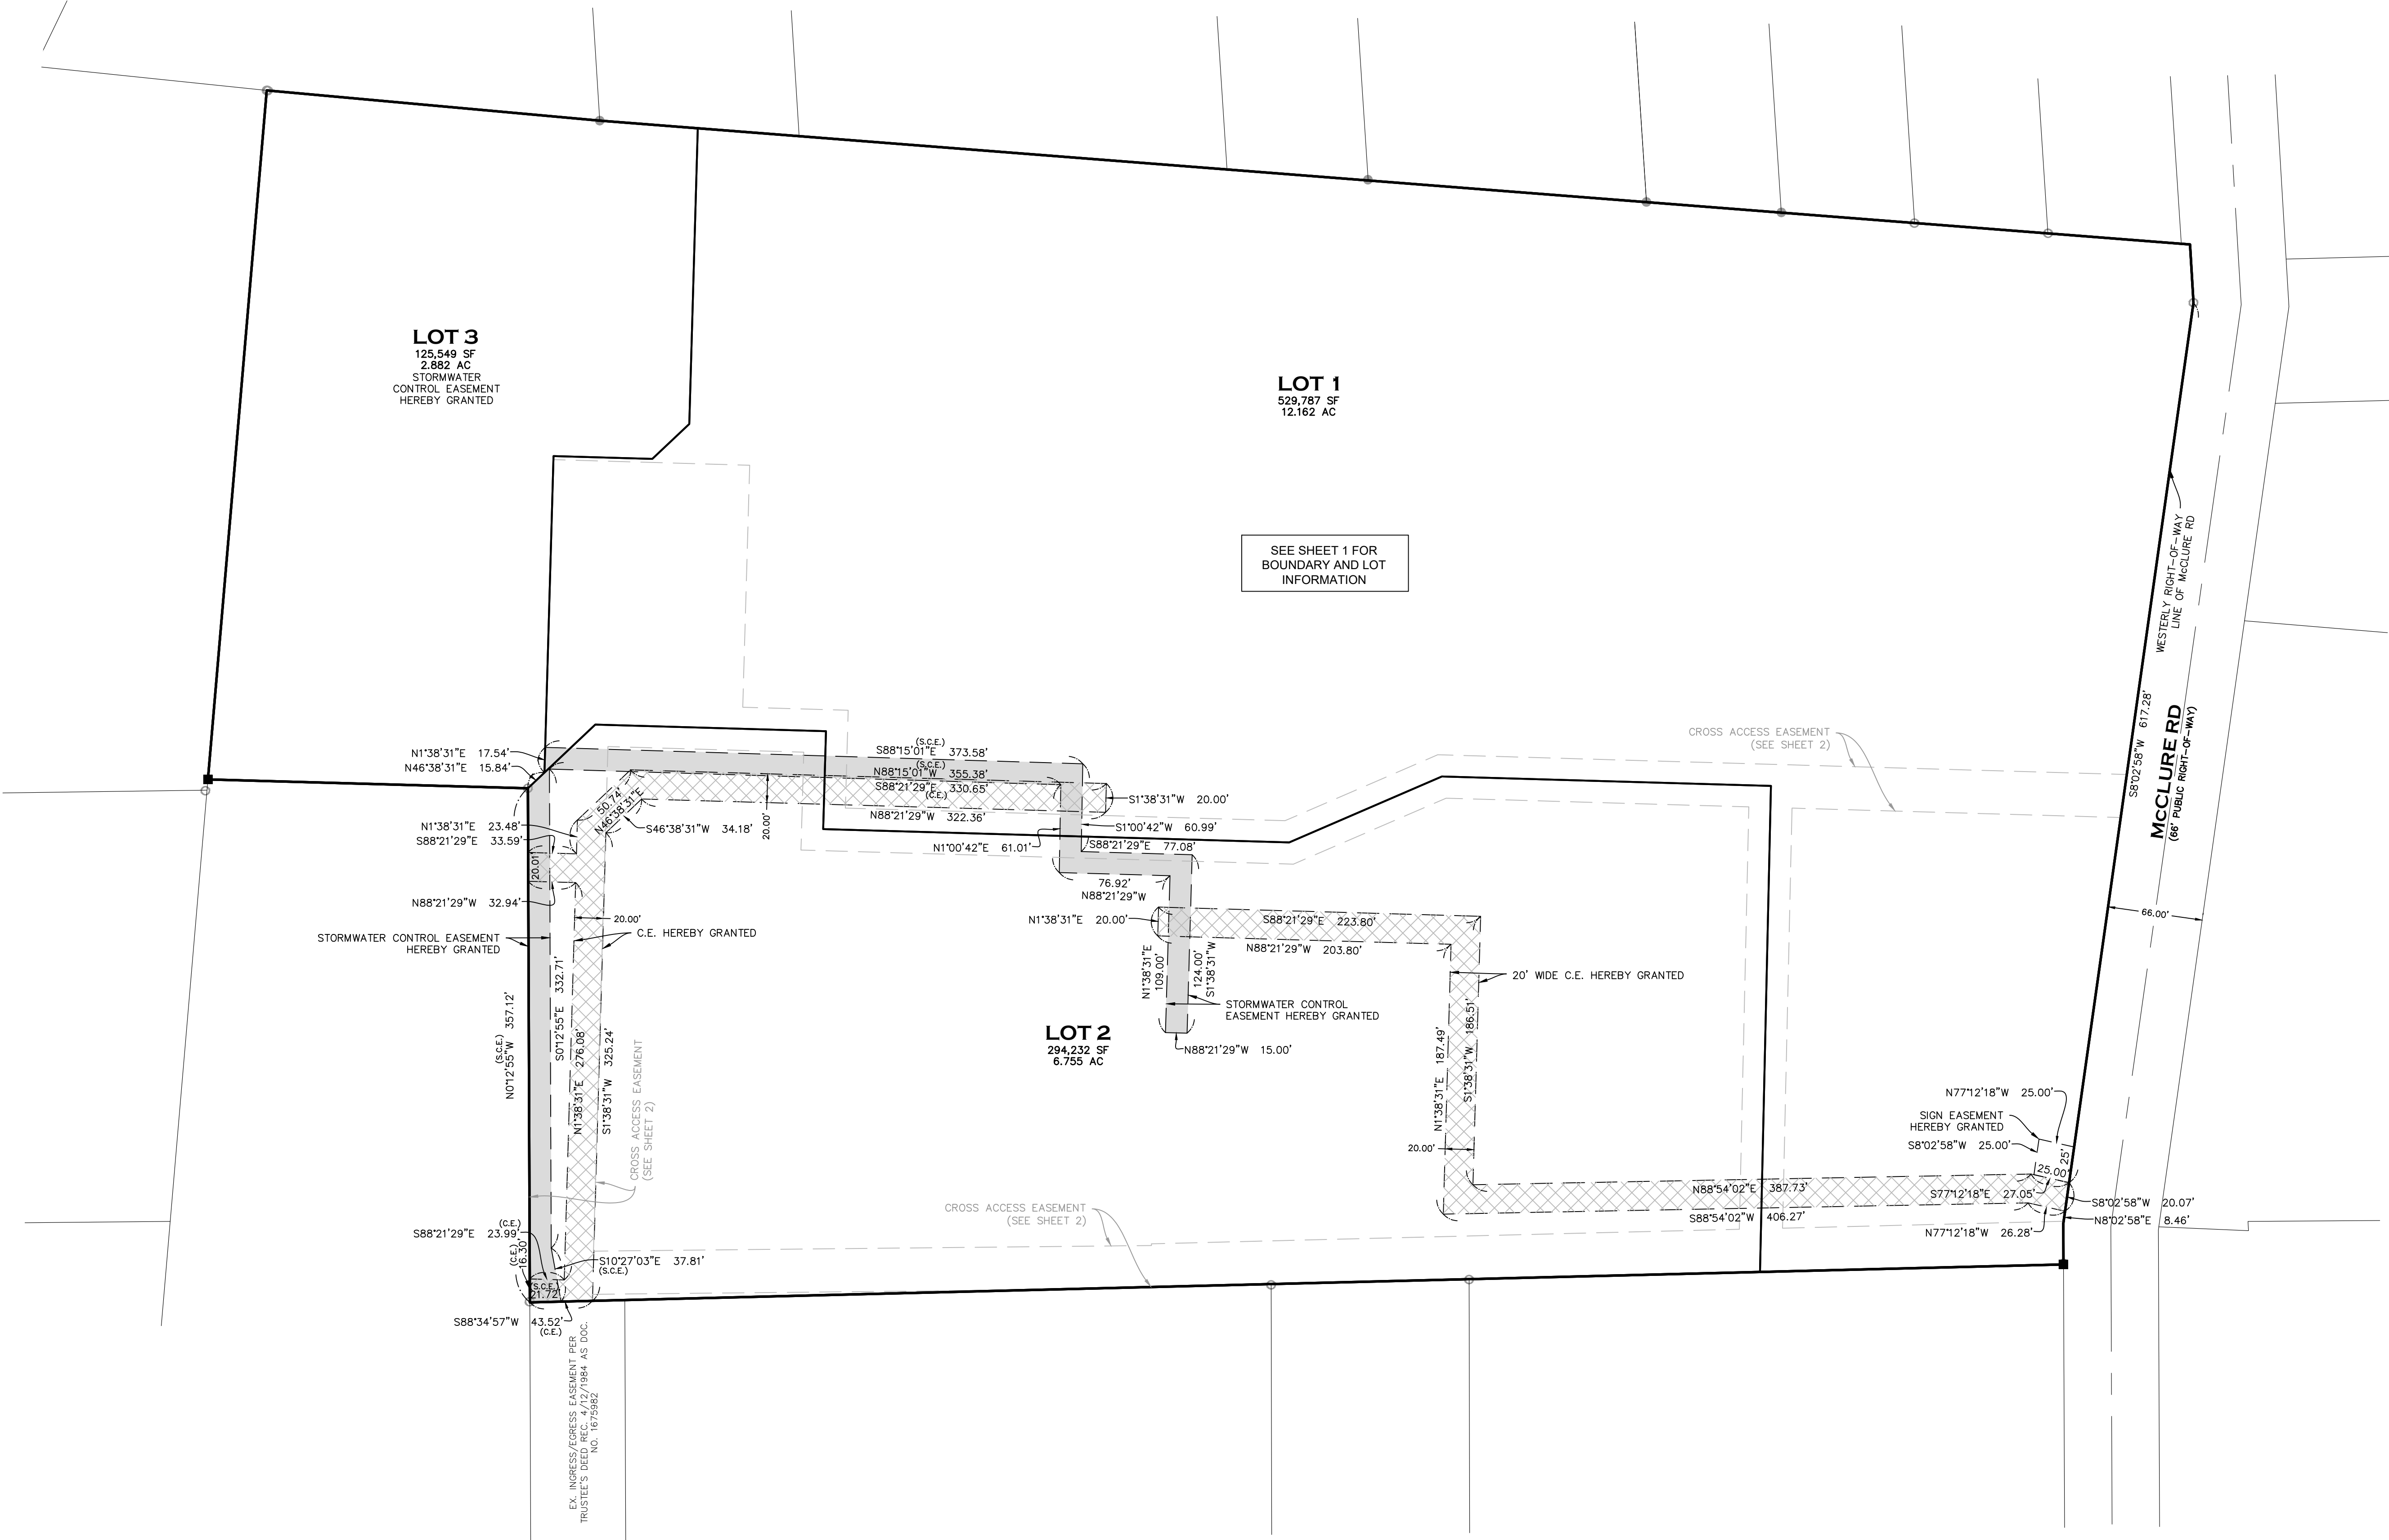 LOT 3
125,549 SF
2.882 AC
STORMWATER
CONTROL EASEMENT
HEREBY GRANTED
LOT 1
529,787 SF
12.162 AC
SEE SHEET 1 FOR
BOUNDARY AND LOT
INFORMATION
WESTERLY RIGHT-OF-WAY
LINE OF McCLURE RD
S8°02'58"W 617.28'
McCLURE RD
(66' PUBLIC RIGHT-OF-WAY)
66.00'
CROSS ACCESS EASEMENT
(SEE SHEET 2)
N1°38'31"E 17.54'
N46°38'31"E 15.84'
(S.C.E.)
S88°15'01"E 373.58'
(S.C.E.)
N88°15'01"W 355.38'
S88°21'29"E 330.65'
(C.E.)
N88°21'29"W 322.36'
50.74'
N46°38'31"E
S46°38'31"W 34.18'
20.00'
S1°38'31"W 20.00'
S1°00'42"W 60.99'
N1°00'42"E 61.01'
S88°21'29"E 77.08'
76.92'
N88°21'29"W
N1°38'31"E 23.48'
S88°21'29"E 33.59'
20.01'
N88°21'29"W 32.94'
20.00'
C.E. HEREBY GRANTED
STORMWATER CONTROL EASEMENT
HEREBY GRANTED
N1°38'31"E 20.00'
S88°21'29"E 223.80'
N88°21'29"W 203.80'
N1°38'31"E
109.00'
124.00'
S1°38'31"W
20' WIDE C.E. HEREBY GRANTED
STORMWATER CONTROL
EASEMENT HEREBY GRANTED
N88°21'29"W 15.00'
LOT 2
294,232 SF
6.755 AC
(S.C.E.)
N0°12'55"W 357.12'
S0°12'55"E 332.71'
N1°38'31"E 276.08'
S1°38'31"W 325.24'
CROSS ACCESS EASEMENT
(SEE SHEET 2)
N1°38'31"E 187.49'
S1°38'31"W 186.51'
20.00'
N77°12'18"W 25.00'
SIGN EASEMENT
HEREBY GRANTED
S8°02'58"W 25.00'
25'
25.00'
N88°54'02"E 387.73'
S77°12'18"E 27.05'
S8°02'58"W 20.07'
S88°54'02"W 406.27'
N8°02'58"E 8.46'
N77°12'18"W 26.28'
CROSS ACCESS EASEMENT
(SEE SHEET 2)
(C.E.)
S88°21'29"E 23.99'
(C.E.)
16.30'
S10°27'03"E 37.81'
(S.C.E.)
(S.C.E.)
21.72'
S88°34'57"W 43.52'
(C.E.)
EX. INGRESS/EGRESS EASEMENT PER
TRUSTEE'S DEED REC. 4/12/1984 AS DOC.
NO. 1675982